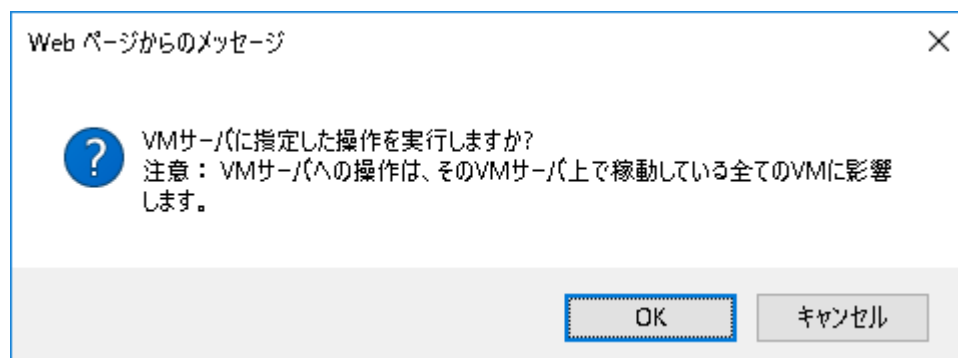 Web ページからのメッセージ
VMサーバに指定した操作を実行しますか?
注意： VMサーバへの操作は、そのVMサーバ上で稼動している全てのVMに影響
します。
OK
キャンセル